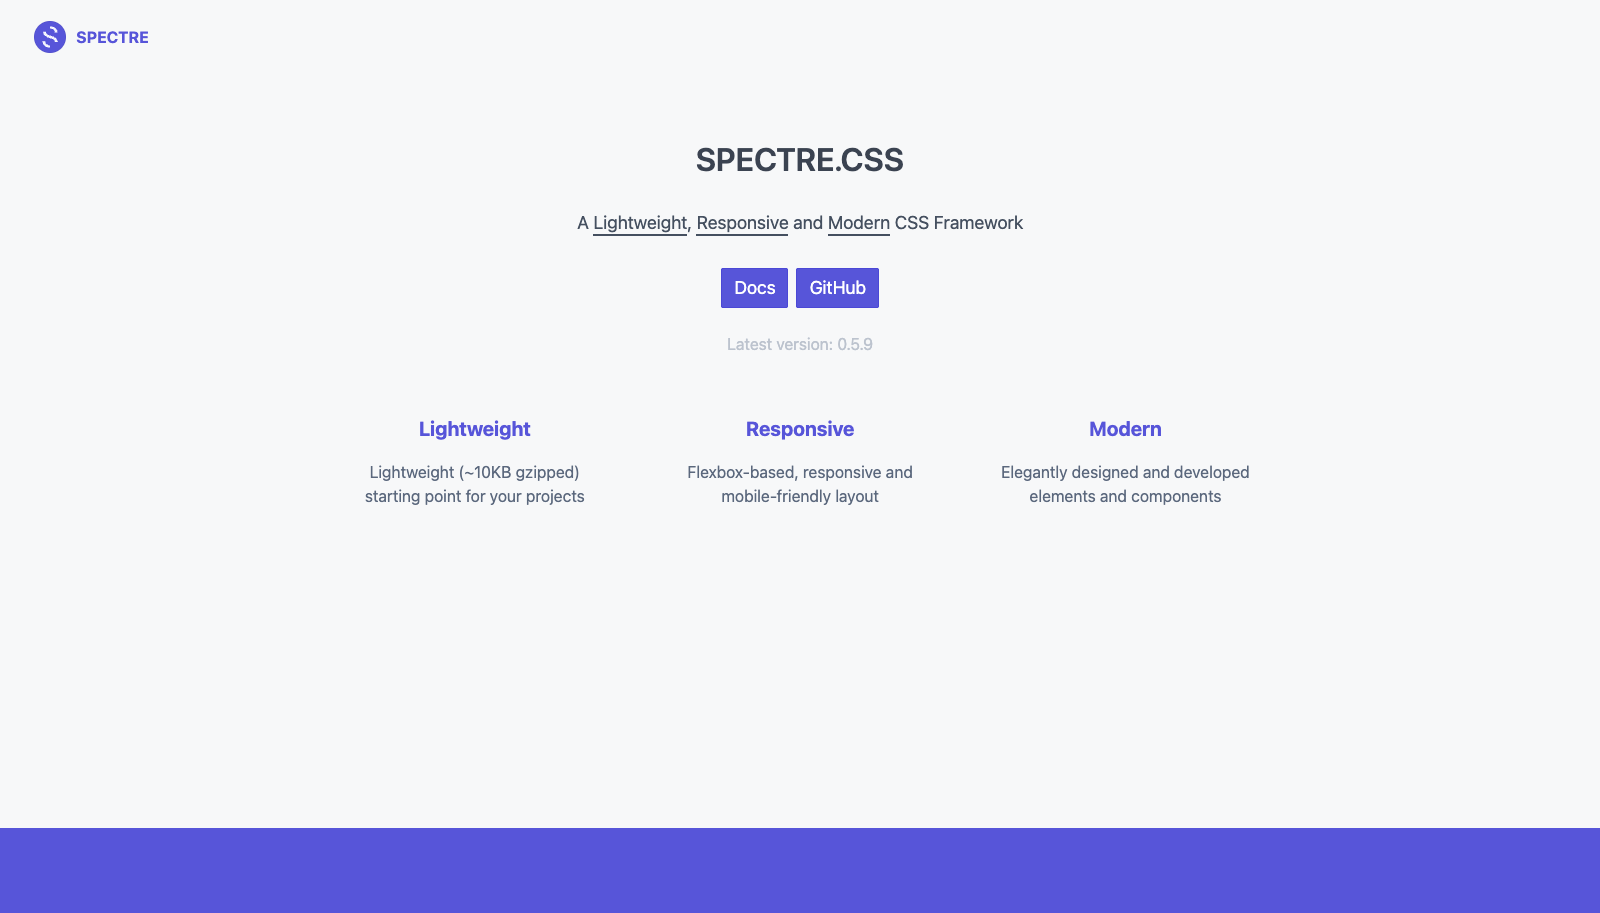 SPECTRE
SPECTRE.CSS
A Lightweight, Responsive and Modern CSS Framework
Docs
GitHub
Latest version: 0.5.9
Lightweight
Lightweight (~10KB gzipped)
starting point for your projects
Responsive
Flexbox-based, responsive and
mobile-friendly layout
Modern
Elegantly designed and developed
elements and components